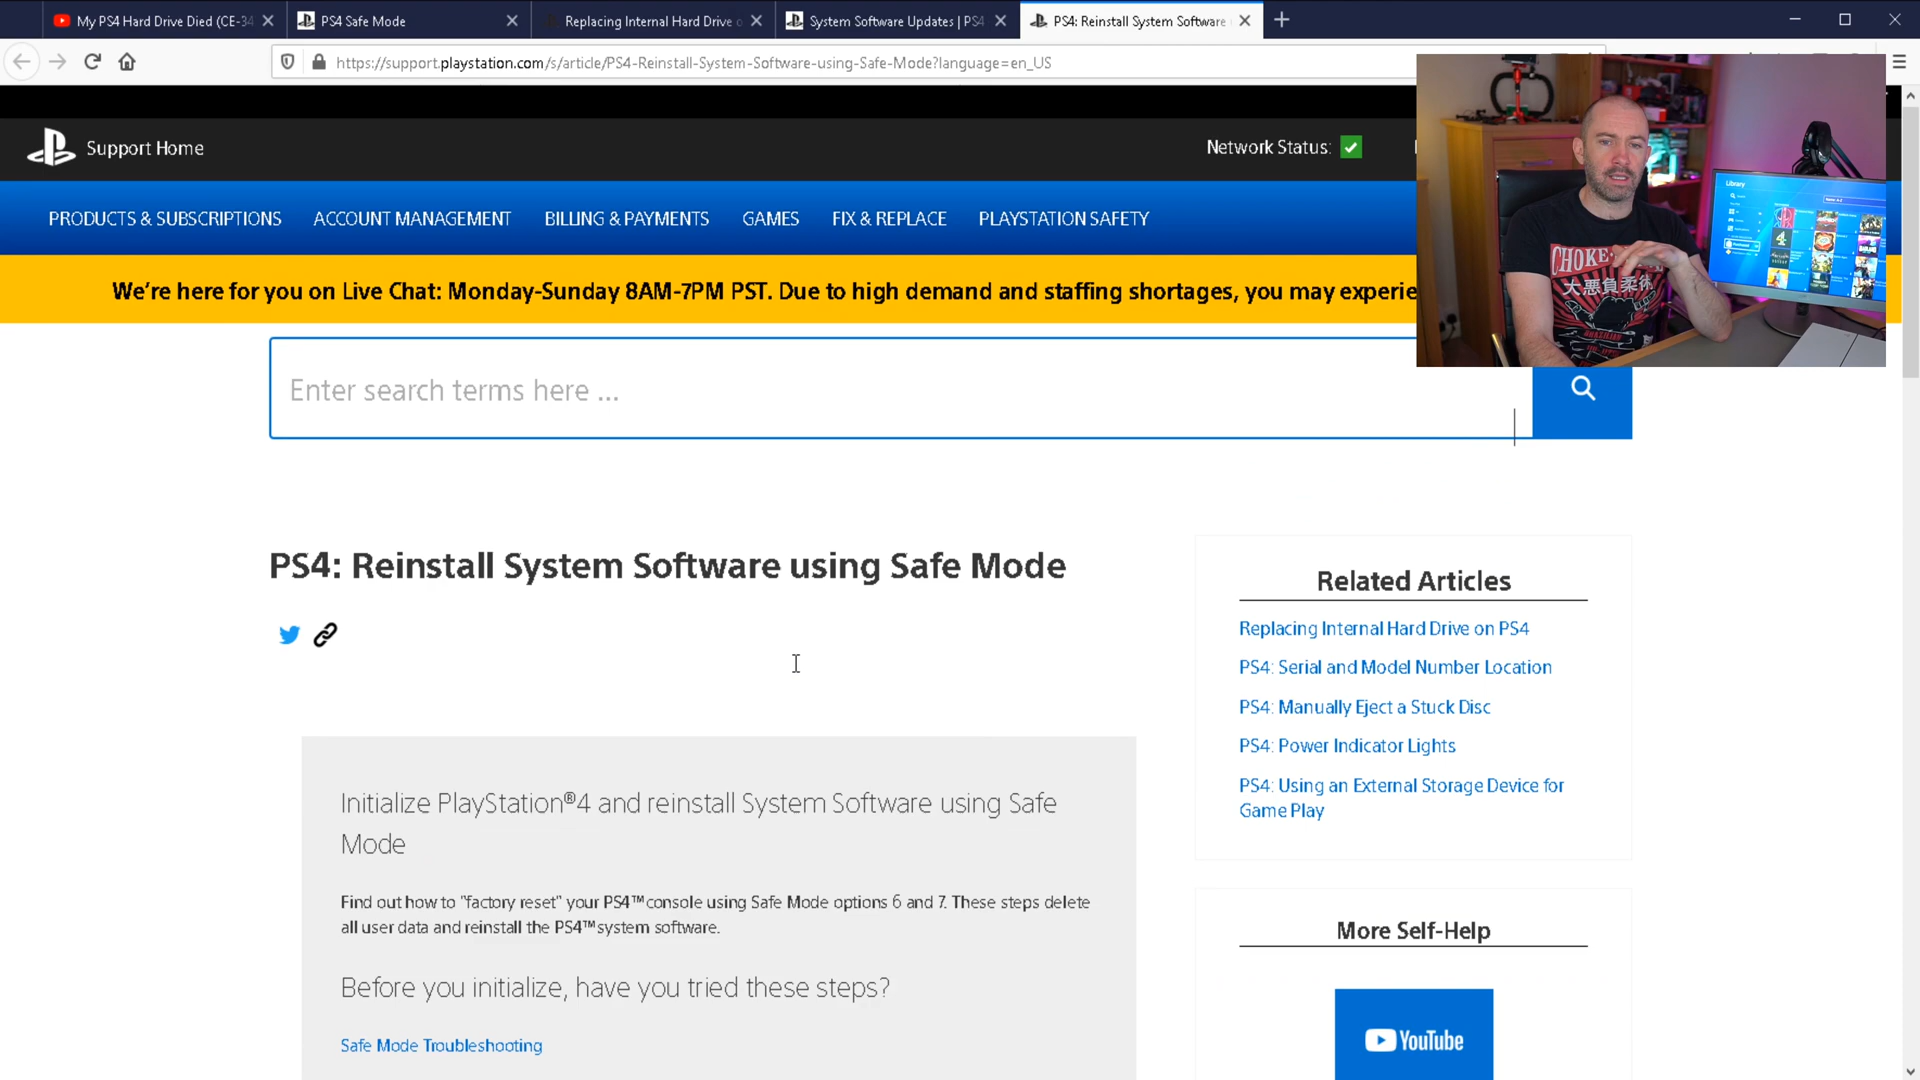 My PS4 Hard Drive Died (CE-34
PS4 Safe Mode
Replacing Internal Hard Drive o
System Software Updates | PS4
PS4: Reinstall System Software
https://support.playstation.com/s/article/PS4-Reinstall-System-Software-using-Safe-Mode?language=en_US
Support Home
Network Status:
PRODUCTS & SUBSCRIPTIONS
ACCOUNT MANAGEMENT
BILLING & PAYMENTS
GAMES
FIX & REPLACE
PLAYSTATION SAFETY
We're here for you on Live Chat: Monday-Sunday 8AM-7PM PST. Due to high demand and staffing shortages, you may experie
Library
CHOKE
大悪負柔術
Enter search terms here ...
PS4: Reinstall System Software using Safe Mode
Initialize PlayStation®4 and reinstall System Software using Safe
Mode
Find out how to "factory reset" your PS4™ console using Safe Mode options 6 and 7. These steps delete
all user data and reinstall the PS4™ system software.
Before you initialize, have you tried these steps?
Safe Mode Troubleshooting
Related Articles
Replacing Internal Hard Drive on PS4
PS4: Serial and Model Number Location
PS4: Manually Eject a Stuck Disc
PS4: Power Indicator Lights
PS4: Using an External Storage Device for
Game Play
More Self-Help
YouTube